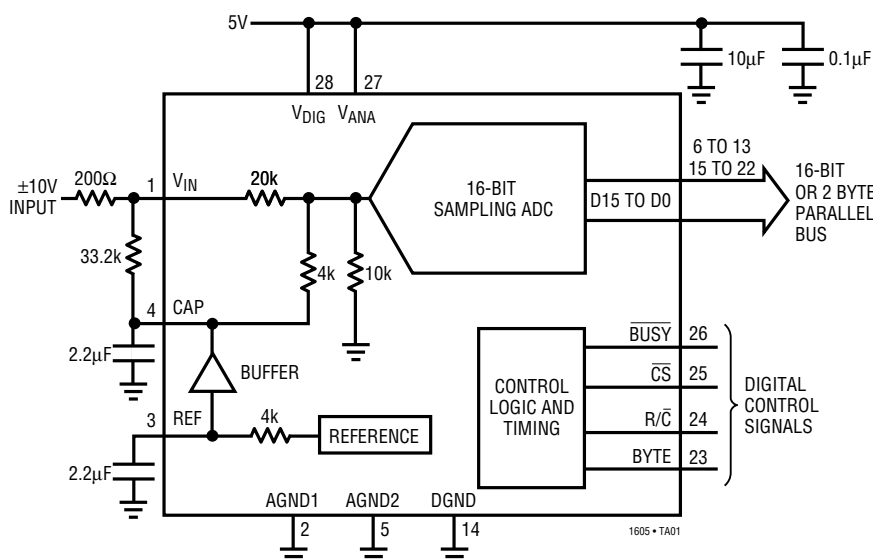 5V
10µF
0.1µF
28
27
V_DIG
V_ANA
±10V
INPUT
200Ω
1
V_IN
20k
33.2k
4k
10k
16-BIT
SAMPLING ADC
D15 TO D0
6 TO 13
15 TO 22
16-BIT
OR 2 BYTE
PARALLEL
BUS
4
CAP
2.2µF
BUFFER
3
REF
4k
REFERENCE
2.2µF
CONTROL
LOGIC AND
TIMING
B̅U̅S̅Y̅
26
C̅S̅
25
R/C̅
24
BYTE
23
DIGITAL
CONTROL
SIGNALS
AGND1
AGND2
DGND
2
5
14
1605 • TA01